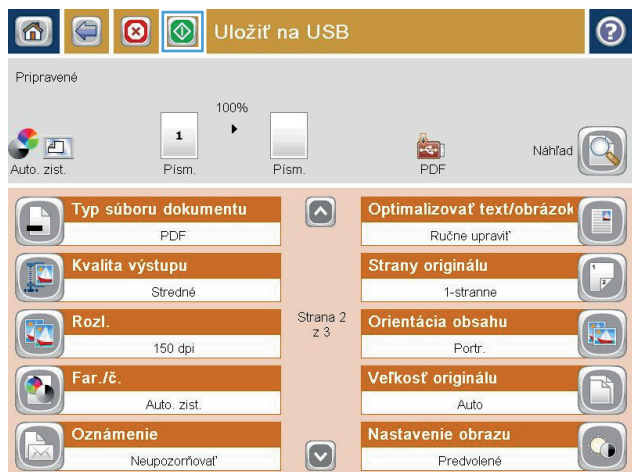 Uložiť na USB
?
Pripravené
100%
1
Auto. zist.
Písm.
Písm.
PDF
Náhľad
Typ súboru dokumentu
PDF
Kvalita výstupu
Stredné
Rozl.
150 dpi
Far./č.
Auto. zist.
Oznámenie
Neupozorňovať
Strana 2
z 3
Optimalizovať text/obrázok
Ručne upraviť
Strany originálu
1-stranne
1
2
Orientácia obsahu
Portr.
Veľkosť originálu
Auto
Nastavenie obrazu
Predvolené